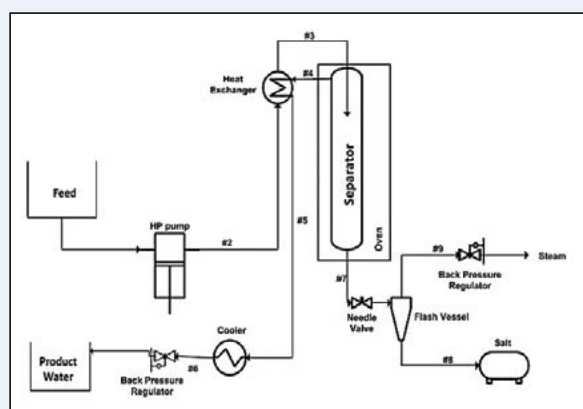 #3
Heat
Exchanger
#4
Separator
Oven
Feed
HP pump
#2
#5
#7
#9
Back Pressure
Regulator
Steam
Needle
Valve
Flash Vessel
Cooler
Salt
Product
Water
#6
Back Pressure
Regulator
#8